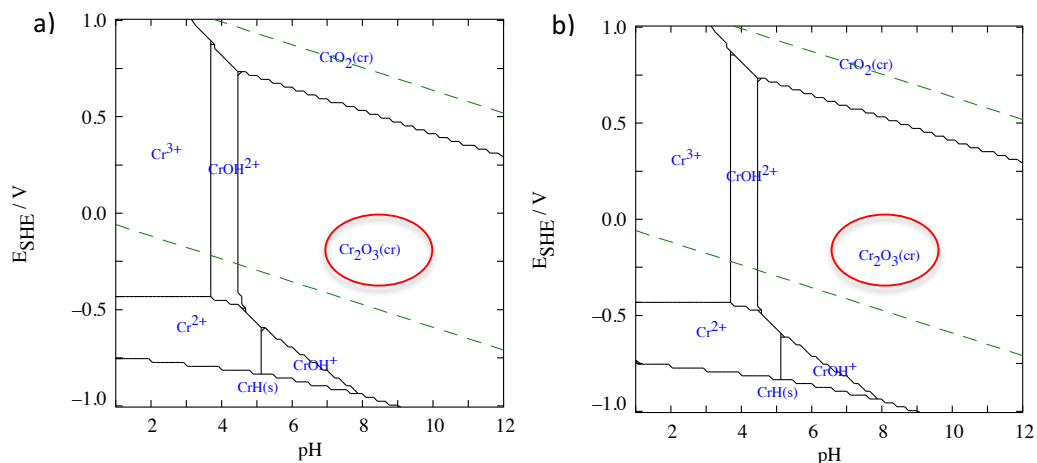 a)
1.0
0.5
0.0
−0.5
−1.0
E_SHE / V
2 4 6 8 10 12
pH
CrO₂(cr)
Cr³⁺
CrOH²⁺
Cr₂O₃(cr)
Cr²⁺
CrOH⁺
CrH(s)
b)
1.0
0.5
0.0
−0.5
−1.0
E_SHE / V
2 4 6 8 10 12
pH
CrO₂(cr)
Cr³⁺
CrOH²⁺
Cr₂O₃(cr)
Cr²⁺
CrOH⁺
CrH(s)